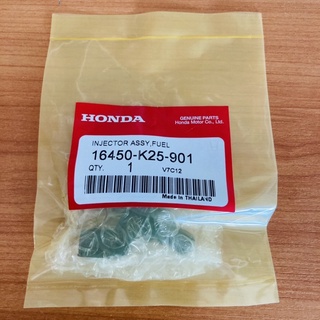 HONDA
GENUINE PARTS
Honda Motor Co., Ltd.
INJECTOR ASSY,FUEL
16450-K25-901
QTY. 1 V7C12
Made in THAILAND